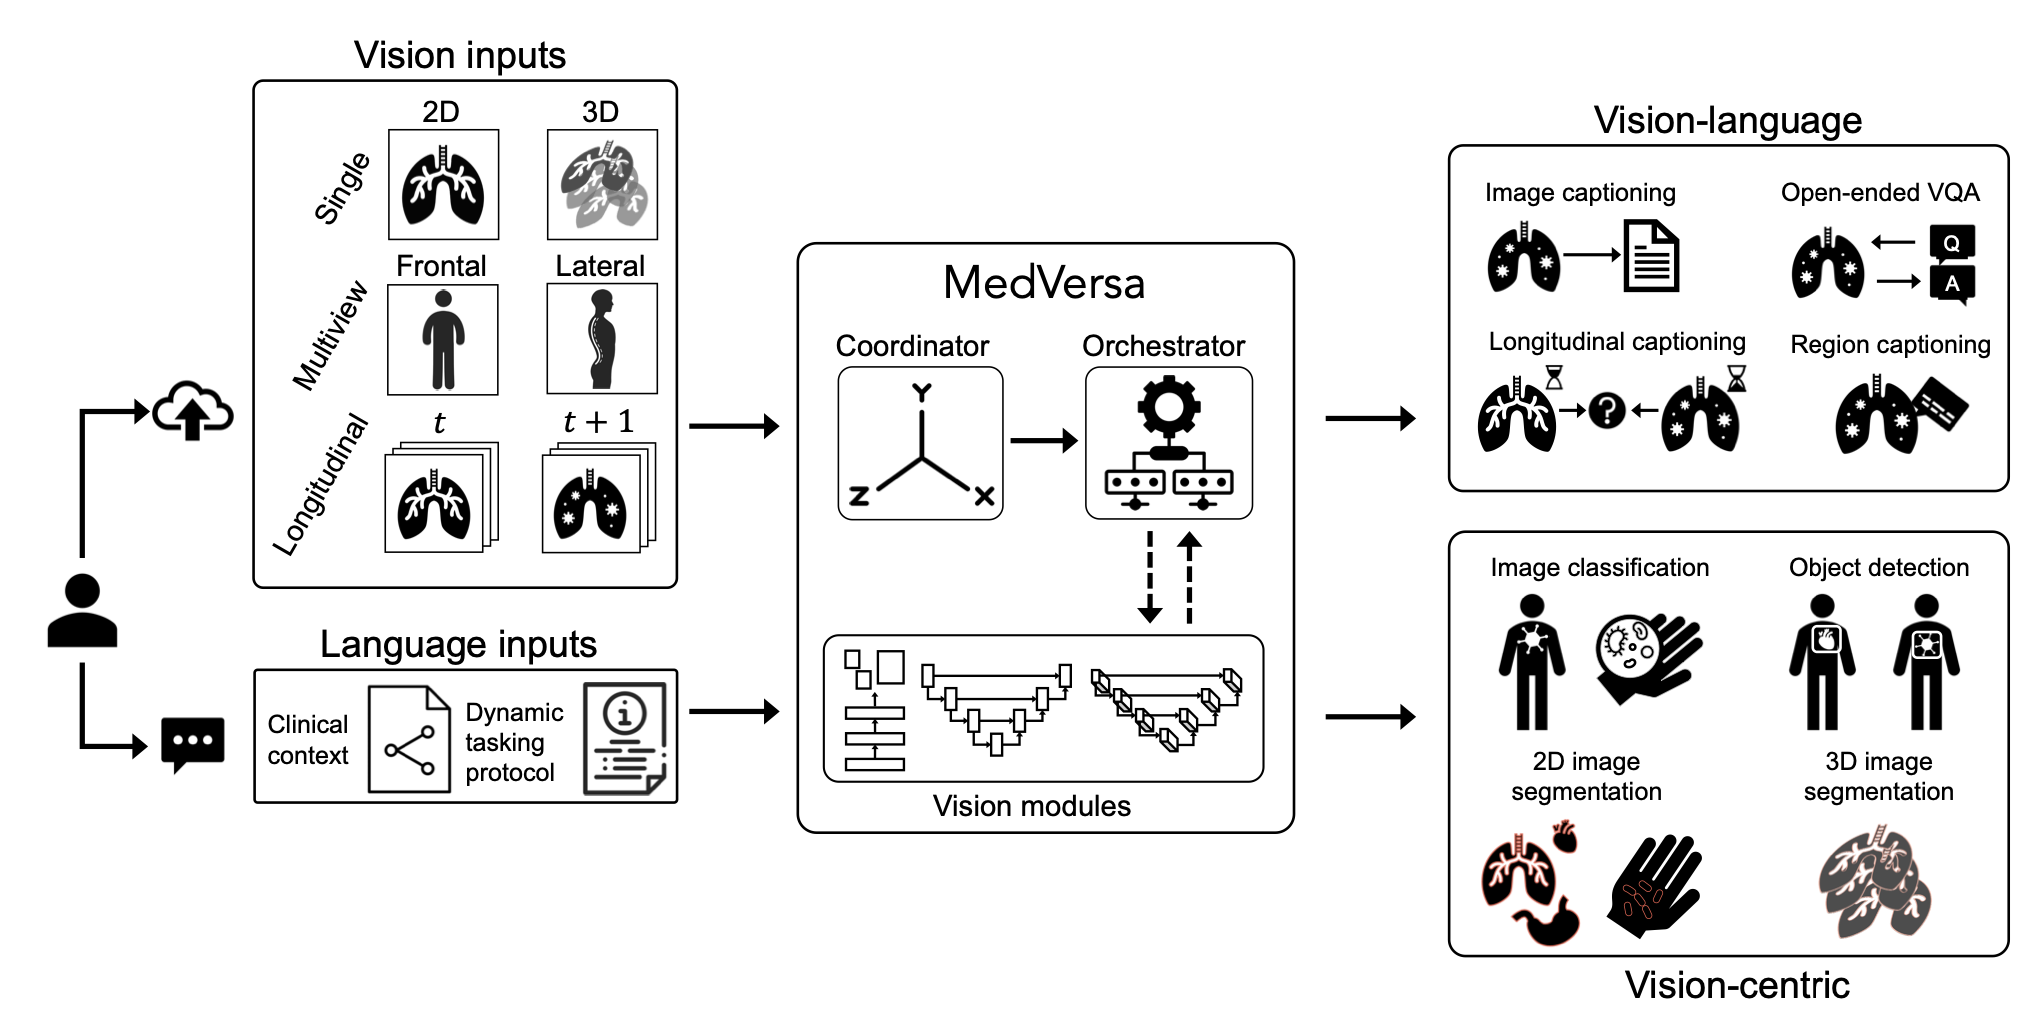 Vision inputs
2D
3D
Single
Frontal
Lateral
Multiview
t
t + 1
Longitudinal
Language inputs
Clinical
context
Dynamic
tasking
protocol
MedVersa
Coordinator
Orchestrator
Y
Z
X
Vision modules
Vision-language
Image captioning
Open-ended VQA
Q
A
Longitudinal captioning
?
Region captioning
Image classification
Object detection
2D image
segmentation
3D image
segmentation
Vision-centric